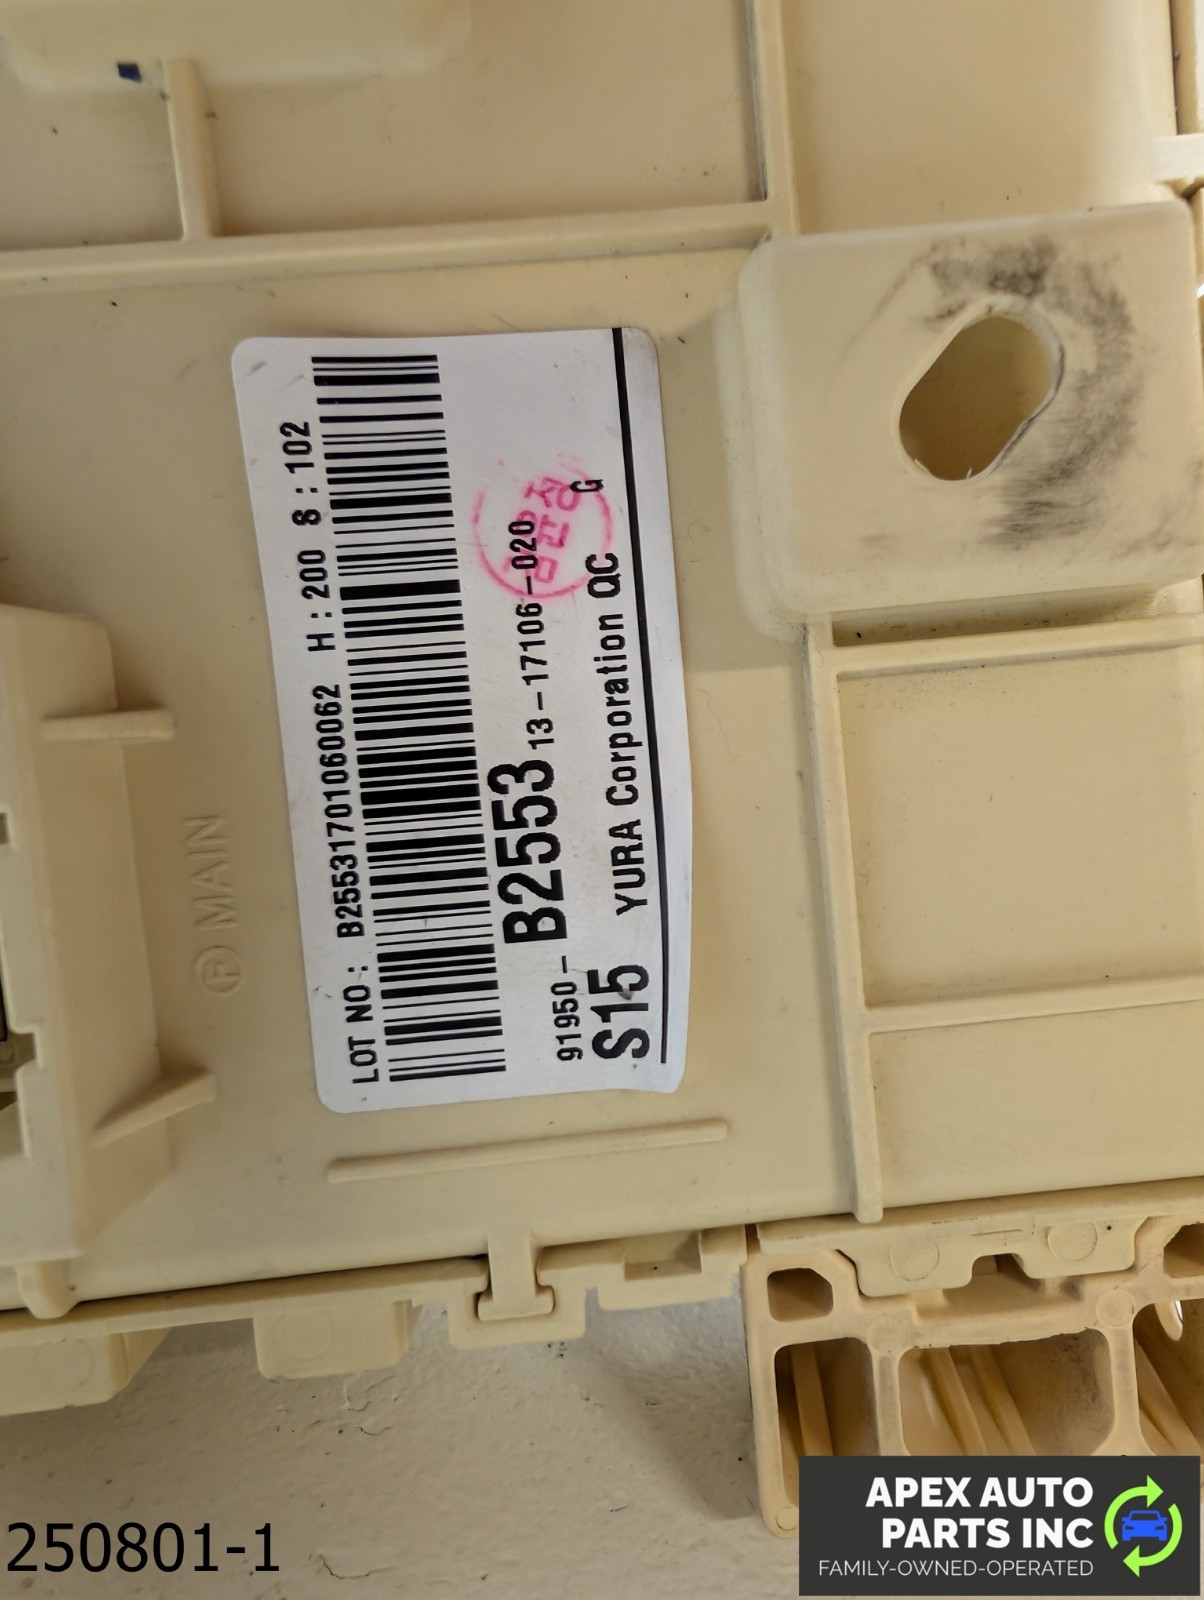 LOT NO: B25531701060062 H:200 S:102
91950-B2553 13-17106-020
S15 YURA Corporation QC G
Ⓕ MAIN
250801-1
APEX AUTO
PARTS INC
FAMILY-OWNED-OPERATED